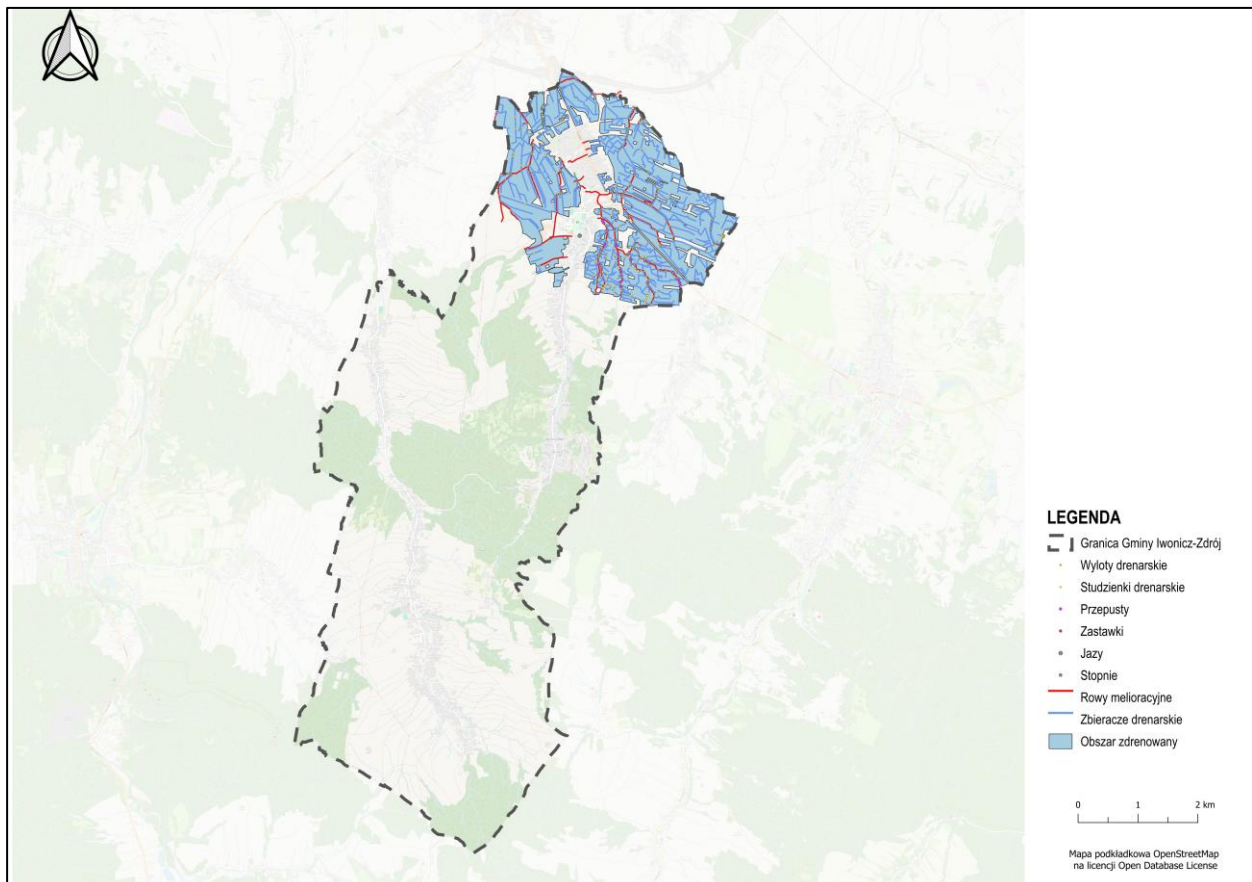 LEGENDA
Granica Gminy Iwonicz-Zdrój
Wyloty drenarskie
Studzienki drenarskie
Przepusty
Zastawki
Jazy
Stopnie
Rowy melioracyjne
Zbieracze drenarskie
Obszar zdrenowany
0 1 2 km
Mapa podkładowa OpenStreetMap
na licencji Open Database License